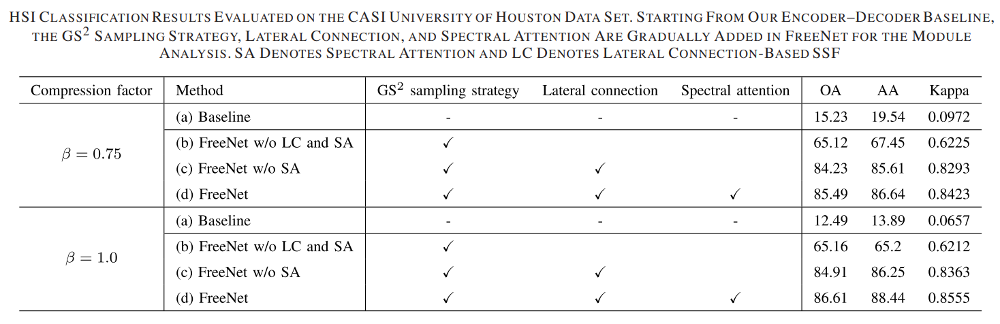 HSI CLASSIFICATION RESULTS EVALUATED ON THE CASI UNIVERSITY OF HOUSTON DATA SET. STARTING FROM OUR ENCODER–DECODER BASELINE,
THE GS² SAMPLING STRATEGY, LATERAL CONNECTION, AND SPECTRAL ATTENTION ARE GRADUALLY ADDED IN FREENET FOR THE MODULE
ANALYSIS. SA DENOTES SPECTRAL ATTENTION AND LC DENOTES LATERAL CONNECTION-BASED SSF
Compression factor Method GS² sampling strategy Lateral connection Spectral attention OA AA Kappa
β = 0.75
(a) Baseline - - - 15.23 19.54 0.0972
(b) FreeNet w/o LC and SA ✓ 65.12 67.45 0.6225
(c) FreeNet w/o SA ✓ ✓ 84.23 85.61 0.8293
(d) FreeNet ✓ ✓ ✓ 85.49 86.64 0.8423
β = 1.0
(a) Baseline - - - 12.49 13.89 0.0657
(b) FreeNet w/o LC and SA ✓ 65.16 65.2 0.6212
(c) FreeNet w/o SA ✓ ✓ 84.91 86.25 0.8363
(d) FreeNet ✓ ✓ ✓ 86.61 88.44 0.8555